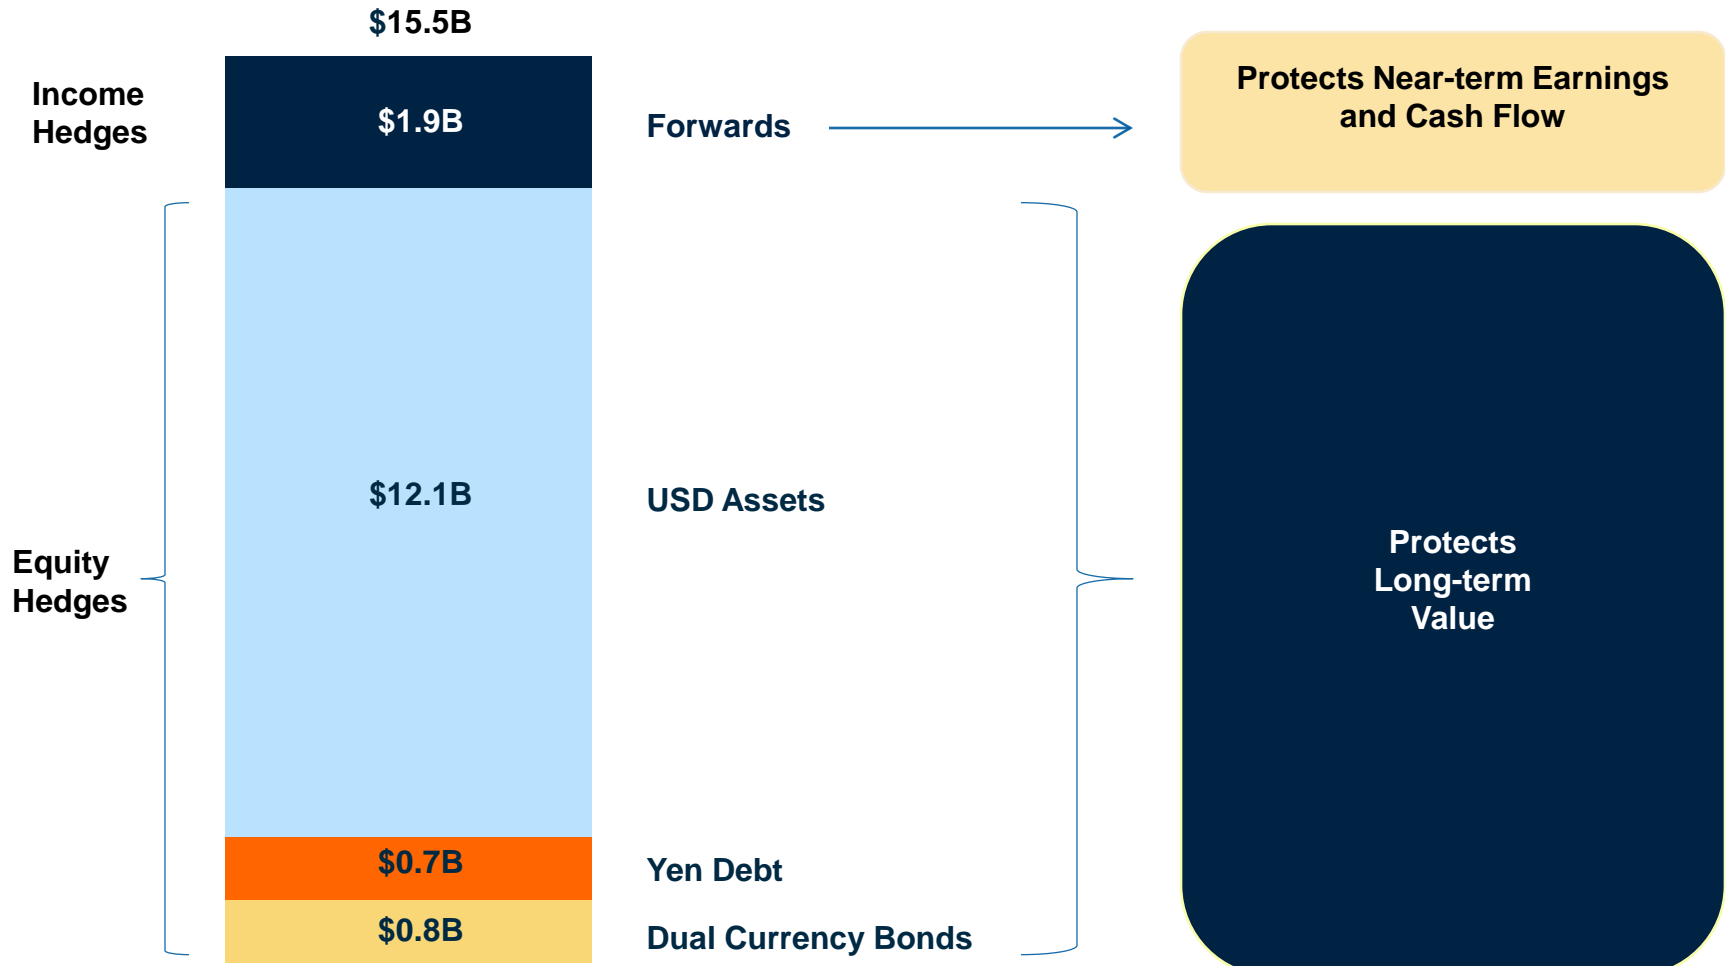 $15.5B
Income
Hedges
$1.9B
Forwards
Protects Near-term Earnings
and Cash Flow
$12.1B
USD Assets
Equity
Hedges
Protects
Long-term
Value
$0.7B
Yen Debt
$0.8B
Dual Currency Bonds